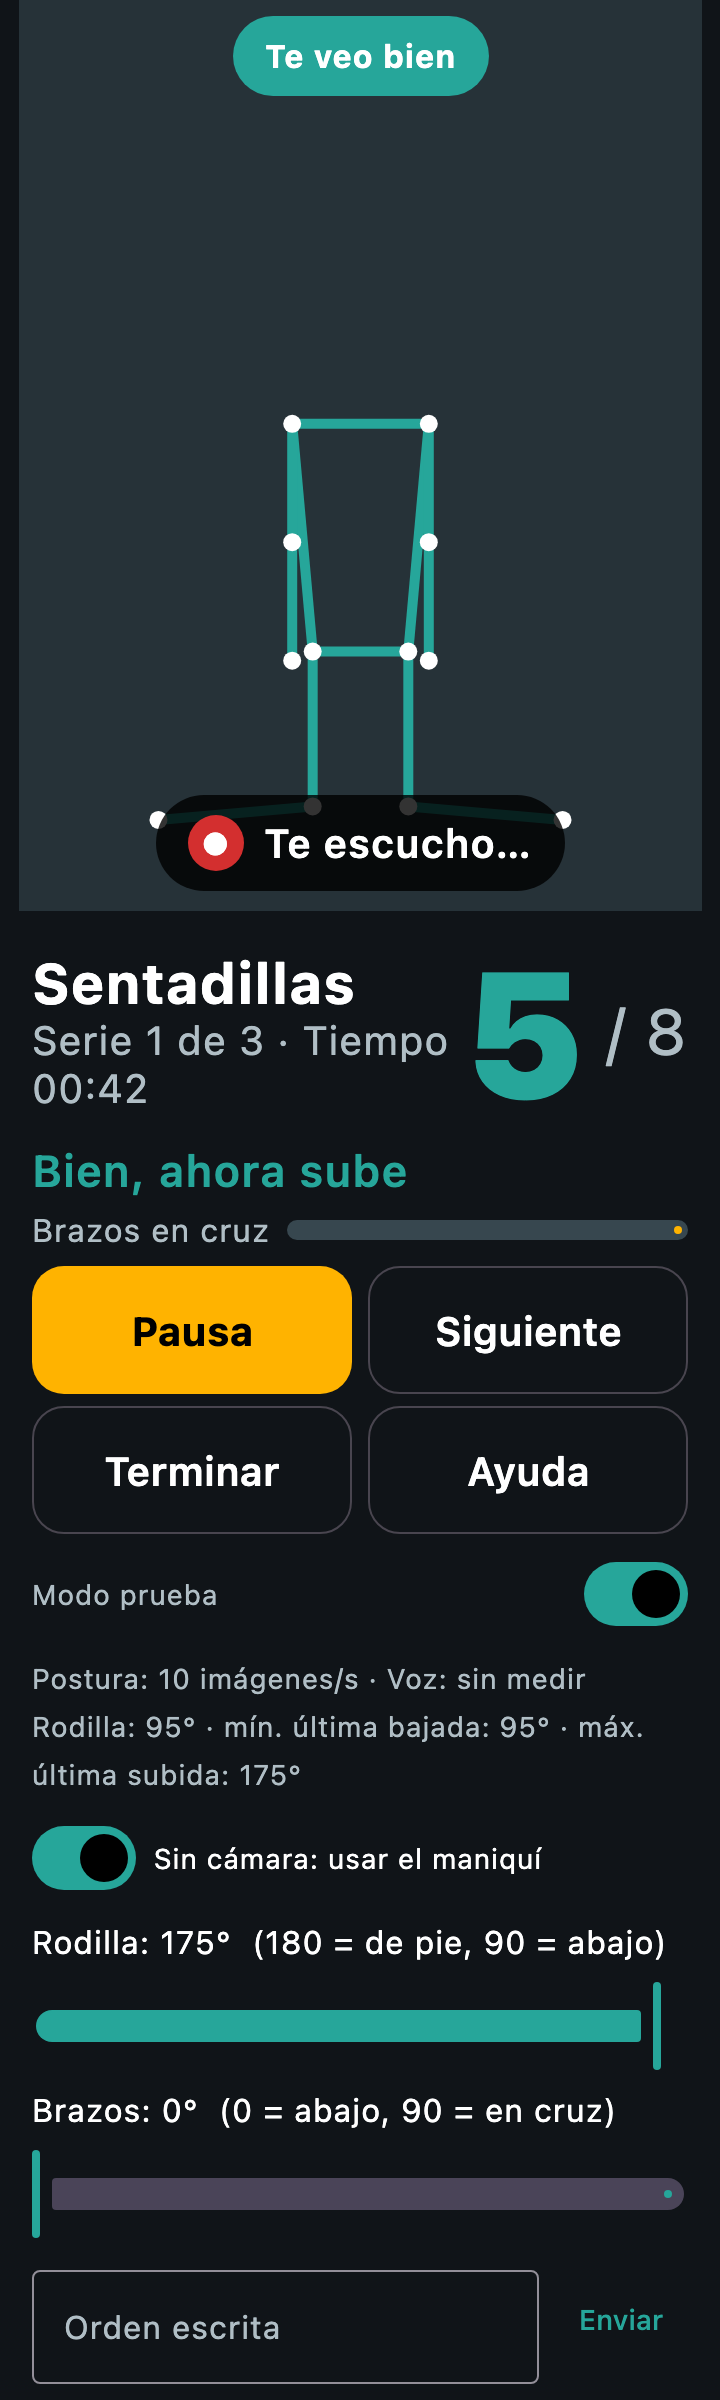 Te veo bien
Te escucho...
Sentadillas
Serie 1 de 3 · Tiempo
00:42
5 / 8
Bien, ahora sube
Brazos en cruz
Pausa
Siguiente
Terminar
Ayuda
Modo prueba
Postura: 10 imágenes/s · Voz: sin medir
Rodilla: 95° · mín. última bajada: 95° · máx.
última subida: 175°
Sin cámara: usar el maniquí
Rodilla: 175° (180 = de pie, 90 = abajo)
Brazos: 0° (0 = abajo, 90 = en cruz)
Orden escrita
Enviar